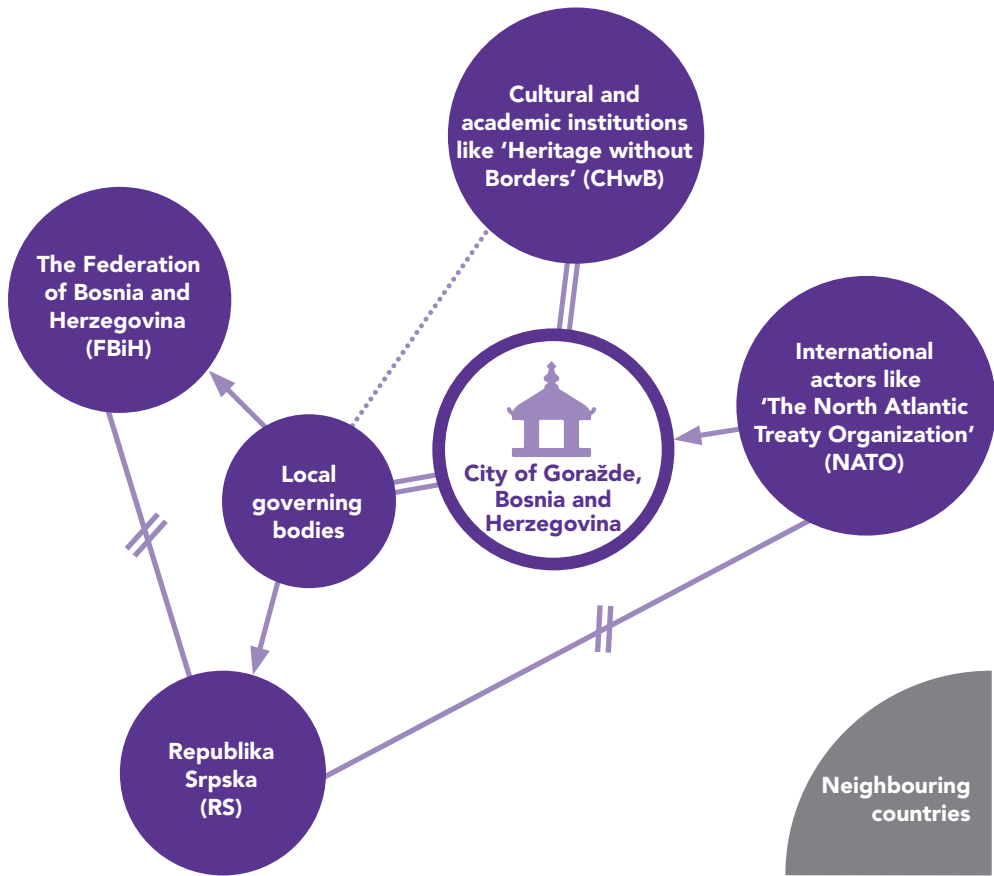 Cultural and
academic institutions
like ‘Heritage without
Borders’ (CHwB)
The Federation
of Bosnia and
Herzegovina
(FBiH)
International
actors like
‘The North Atlantic
Treaty Organization’
(NATO)
Local
governing
bodies
City of Goražde,
Bosnia and
Herzegovina
Republika
Srpska
(RS)
Neighbouring
countries